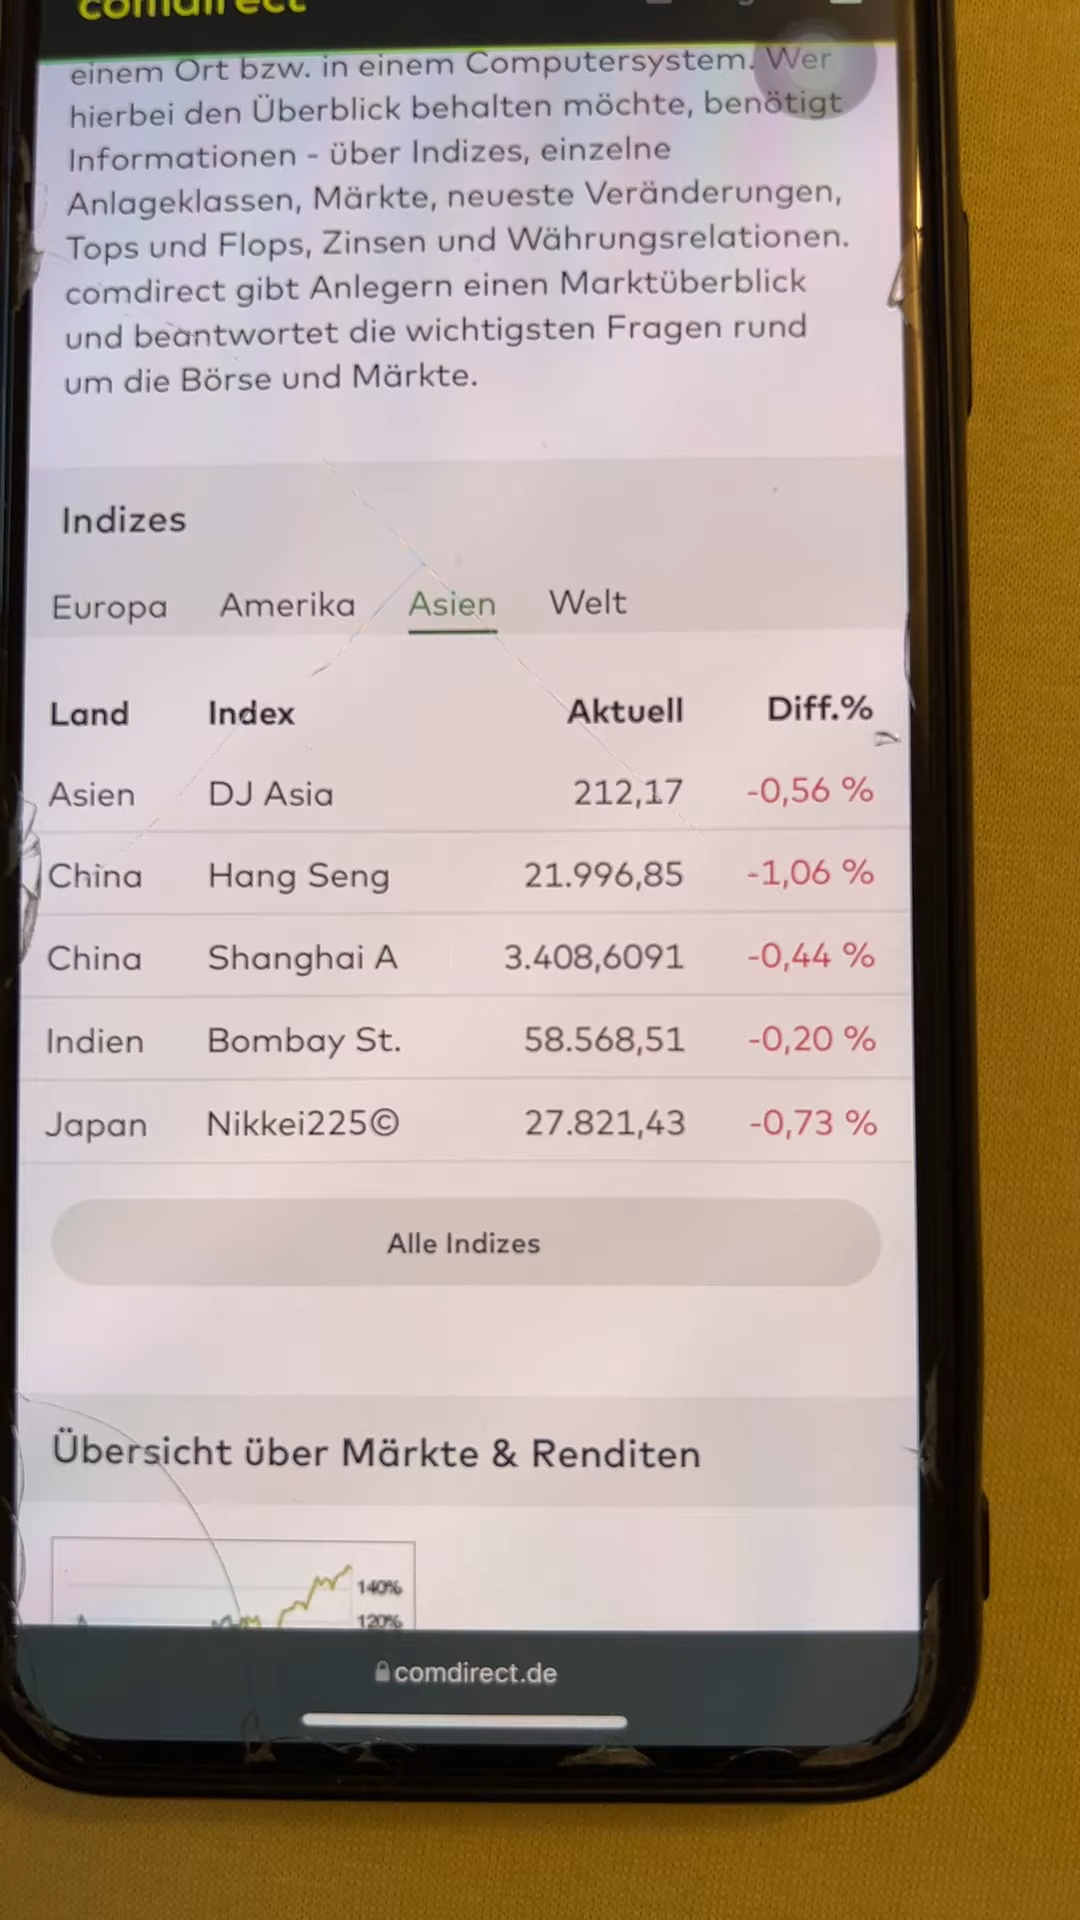 comdirect
einem Ort bzw. in einem Computersystem. Wer
hierbei den Überblick behalten möchte, benötigt
Informationen - über Indizes, einzelne
Anlageklassen, Märkte, neueste Veränderungen,
Tops und Flops, Zinsen und Währungsrelationen.
comdirect gibt Anlegern einen Marktüberblick
und beantwortet die wichtigsten Fragen rund
um die Börse und Märkte.
Indizes
Europa Amerika Asien Welt
Land Index Aktuell Diff.%
Asien DJ Asia 212,17 -0,56 %
China Hang Seng 21.996,85 -1,06 %
China Shanghai A 3.408,6091 -0,44 %
Indien Bombay St. 58.568,51 -0,20 %
Japan Nikkei225© 27.821,43 -0,73 %
Alle Indizes
Übersicht über Märkte & Renditen
140%
120%
comdirect.de